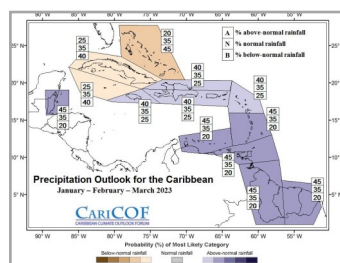 A % above-normal rainfall
N % normal rainfall
B % below-normal rainfall
25°N
20°N
15°N
10°N
5°N
0°
20
35
45
25
35
40
25
35
40
40
35
25
40
35
25
40
35
25
45
35
20
45
35
20
45
35
20
45
35
20
45
35
20
Precipitation Outlook for the Caribbean
January – February – March 2023
CARICOF
CARIBBEAN CLIMATE OUTLOOK FORUM
90°W
85°W
80°W
75°W
70°W
65°W
60°W
55°W
50°W
Probability (%) of Most Likely Category
Below-normal rainfall
Normal rainfall
Above-normal rainfall